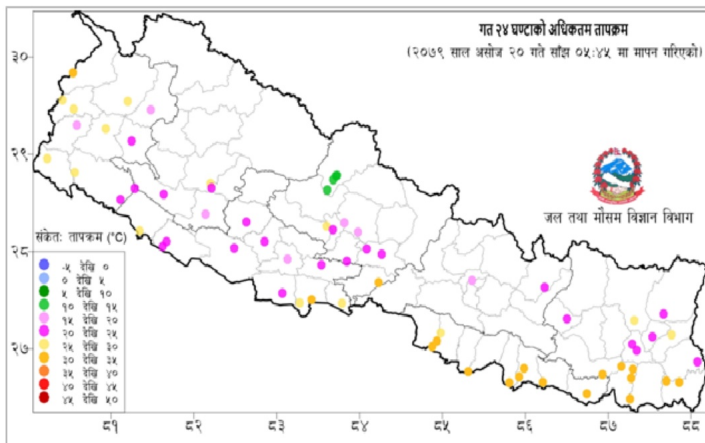 गत २४ घण्टाको अधिकतम तापक्रम
(२०७९ साल असोज २० गते साँझ ०५:४५ मा मापन गरिएको)
३०
२९
जल तथा मौसम विज्ञान विभाग
२८
संकेतः तापक्रम (°C)
-५ देखि ०
० देखि ५
५ देखि १०
१० देखि १५
१५ देखि २०
२० देखि २५
२५ देखि ३०
३० देखि ३५
३५ देखि ४०
४० देखि ४५
४५ देखि ५०
२७
८१ ८२ ८३ ८४ ८५ ८६ ८७ ८८